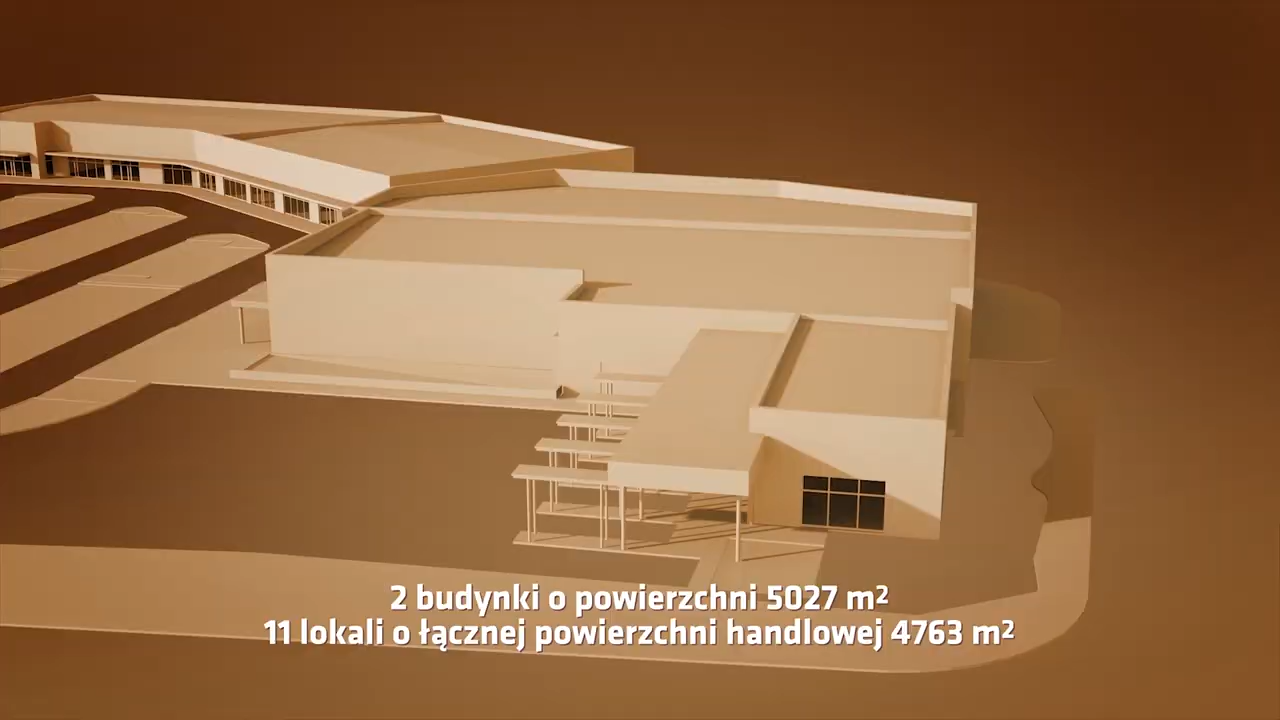 2 budynki o powierzchni 5027 m²
11 lokali o łącznej powierzchni handlowej 4763 m²